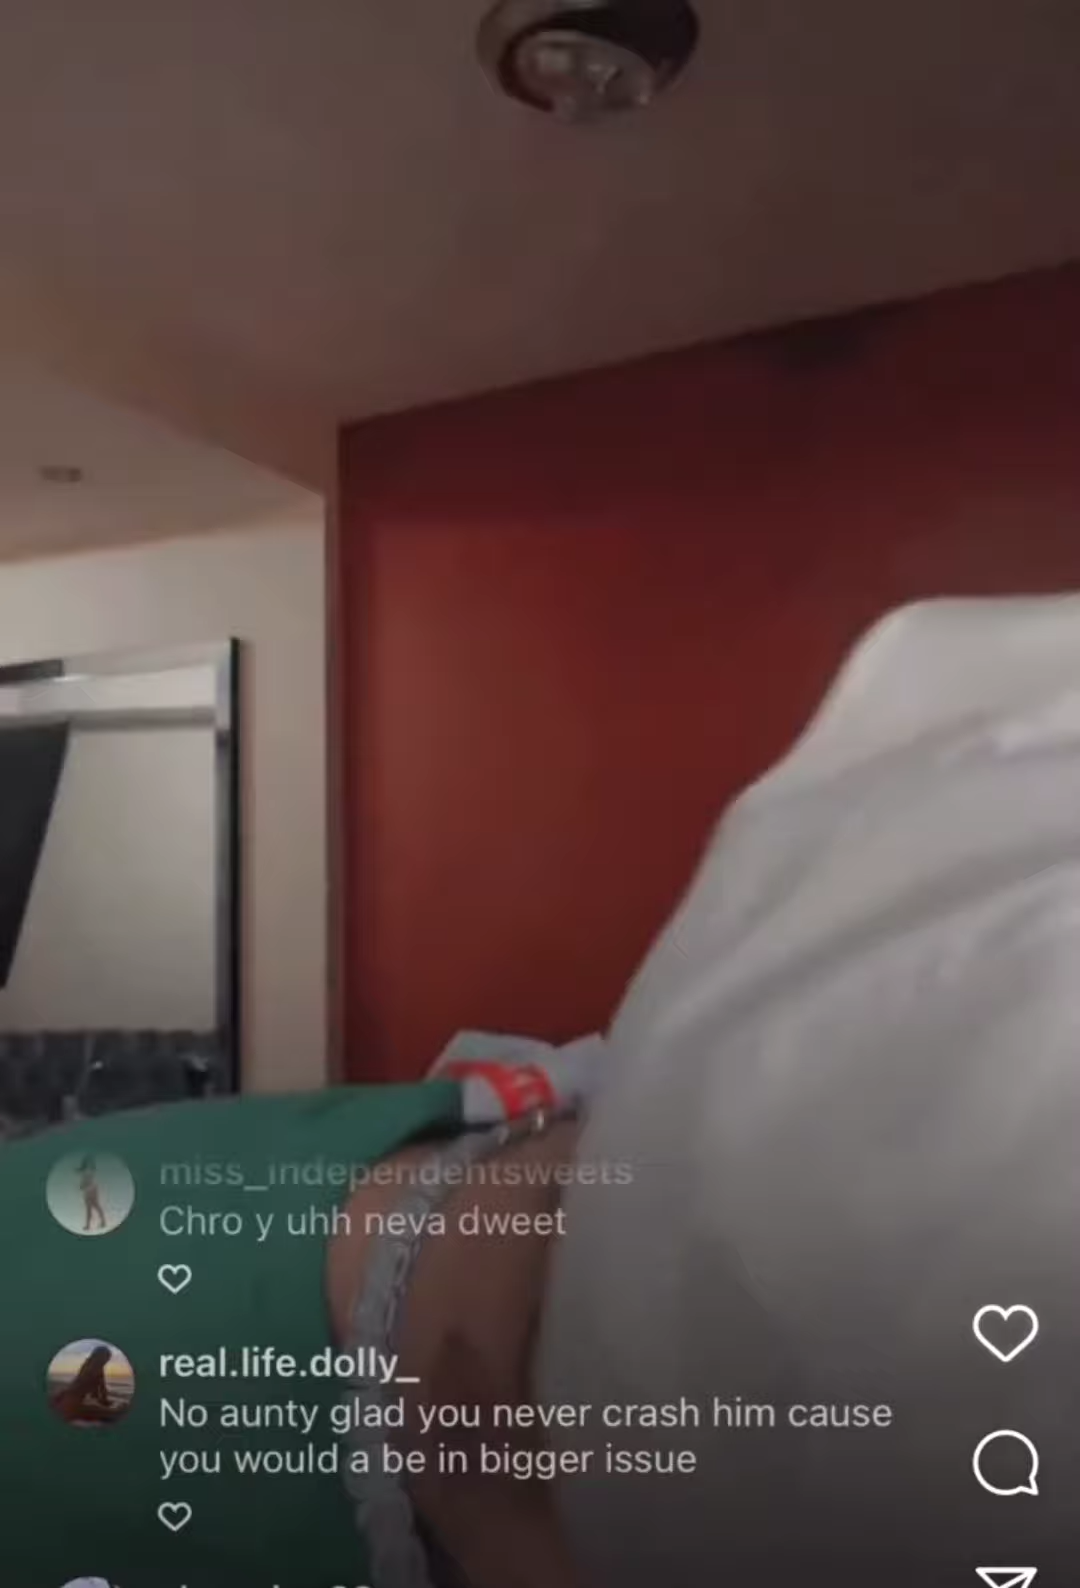 miss_independentsweets
Chro y uhh neva dweet
real.life.dolly_
No aunty glad you never crash him cause
you would a be in bigger issue